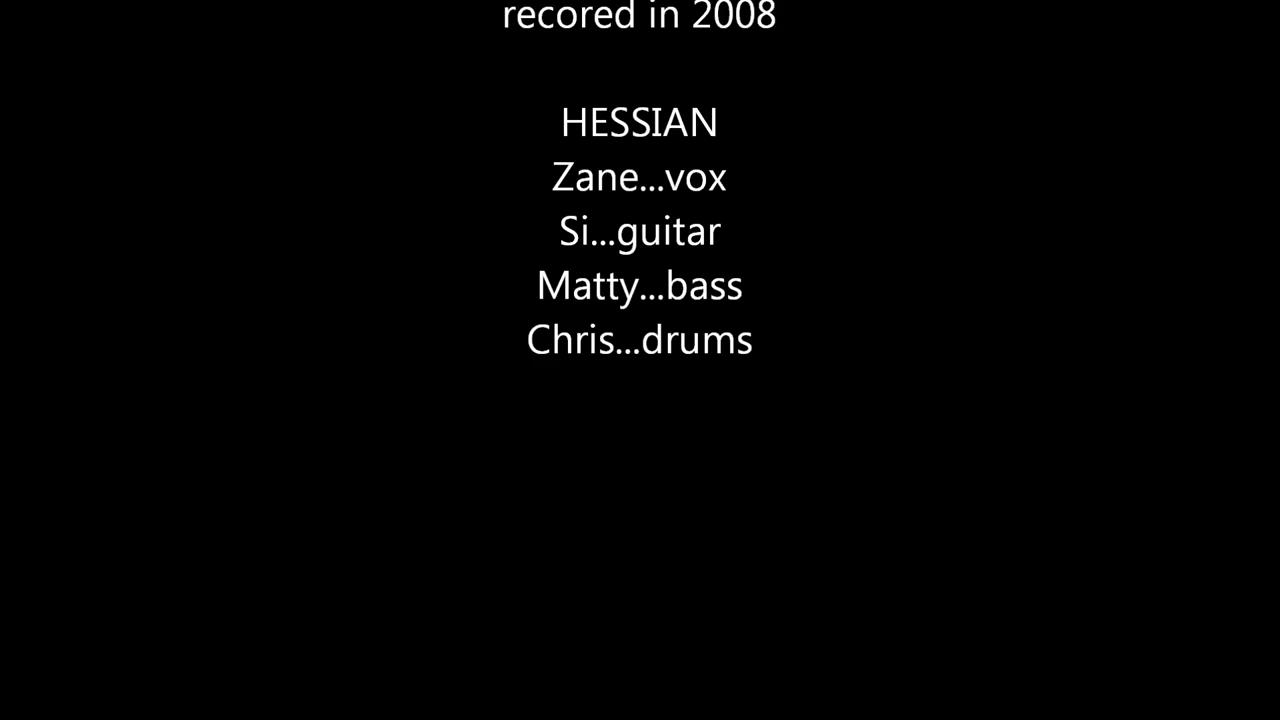 recored in 2008
HESSIAN
Zane...vox
Si...guitar
Matty...bass
Chris...drums